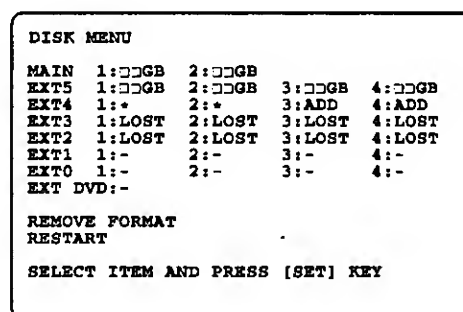 DISK MENU
MAIN 1:□□GB 2:□□GB
EXT5 1:□□GB 2:□□GB 3:□□GB 4:□□GB
EXT4 1:* 2:* 3:ADD 4:ADD
EXT3 1:LOST 2:LOST 3:LOST 4:LOST
EXT2 1:LOST 2:LOST 3:LOST 4:LOST
EXT1 1:- 2:- 3:- 4:-
EXT0 1:- 2:- 3:- 4:-
EXT DVD:-
REMOVE FORMAT
RESTART
SELECT ITEM AND PRESS [SET] KEY